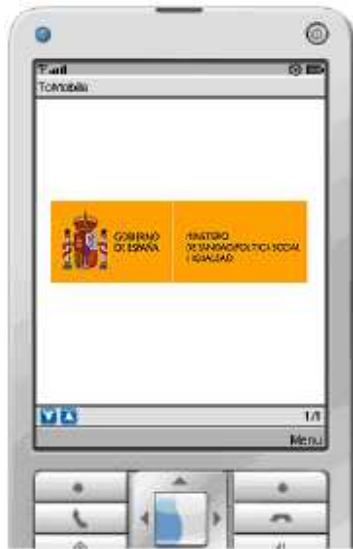 ToMobile
GOBIERNO
DE ESPAÑA
MINISTERIO
DE SANIDAD, POLÍTICA SOCIAL
E IGUALDAD
1/1
Menu